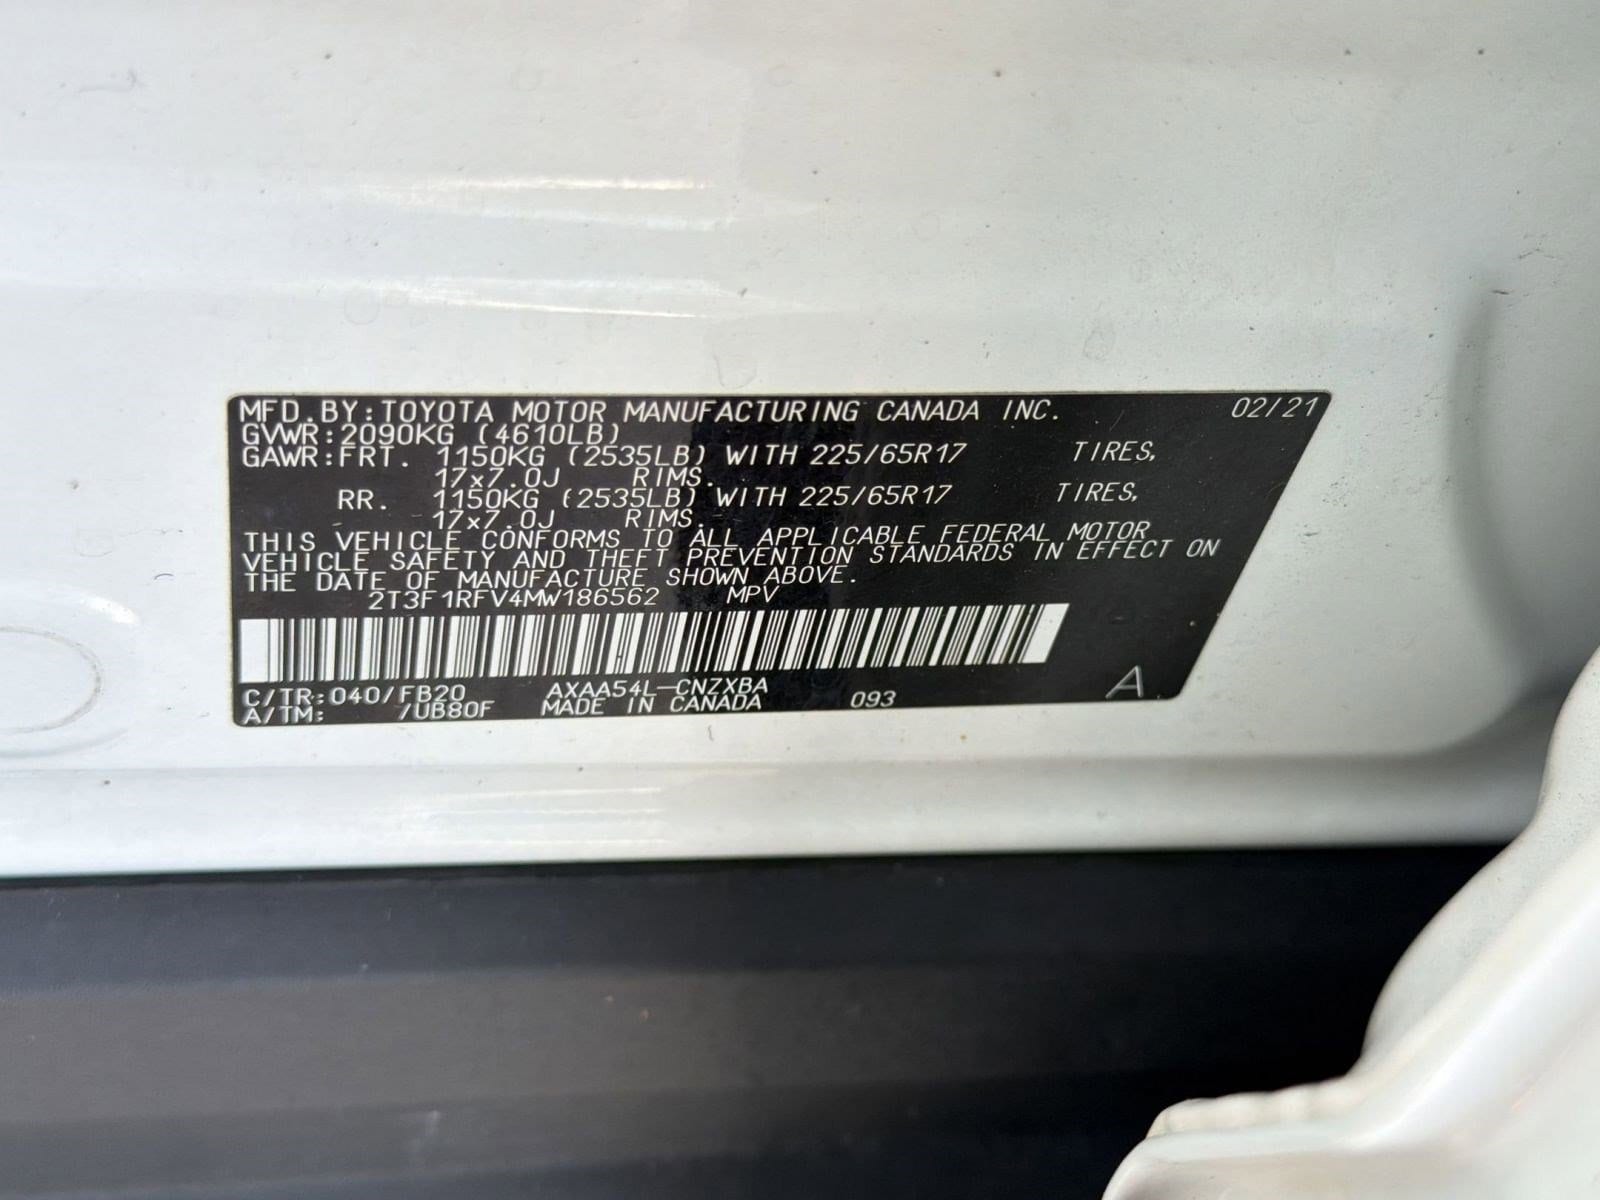 MFD.BY:TOYOTA MOTOR MANUFACTURING CANADA INC. 02/21
GVWR:2090KG (4610LB)
GAWR:FRT. 1150KG (2535LB) WITH 225/65R17 TIRES,
17x7.0J RIMS.
RR. 1150KG (2535LB) WITH 225/65R17 TIRES,
17x7.0J RIMS.
THIS VEHICLE CONFORMS TO ALL APPLICABLE FEDERAL MOTOR
VEHICLE SAFETY AND THEFT PREVENTION STANDARDS IN EFFECT ON
THE DATE OF MANUFACTURE SHOWN ABOVE.
2T3F1RFV4MW186562 MPV
C/TR:040/FB20 AXAA54L-CNZXBA
A/TM: /UB80F MADE IN CANADA 093 A